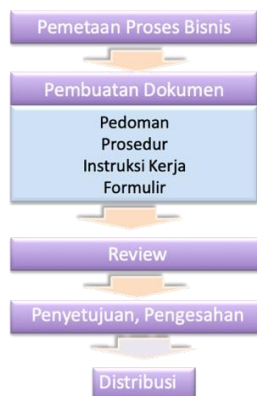 Pemetaan Proses Bisnis
Pembuatan Dokumen
Pedoman
Prosedur
Instruksi Kerja
Formulir
Review
Penyetujuan, Pengesahan
Distribusi